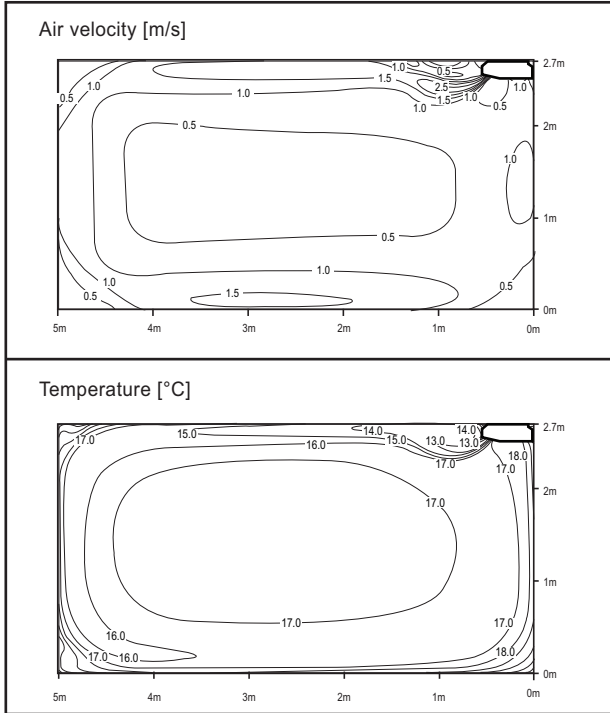 Air velocity [m/s]
1.0 2.7m
0.5 1.0 1.5 0.5 1.0
0.5 1.0 2.5
1.0 1.5 1.0 0.5
1.0
0.5 2m
1.0
1m
0.5
1.0 1.0
0.5 1.5 0.5
0m
5m 4m 3m 2m 1m 0m
Temperature [°C]
2.7m
17.0 15.0 14.0 14.0
16.0 15.0 13.0 13.0
17.0 18.0
17.0
17.0 2m
1m
16.0 17.0 17.0
17.0 16.0 18.0
0m
5m 4m 3m 2m 1m 0m